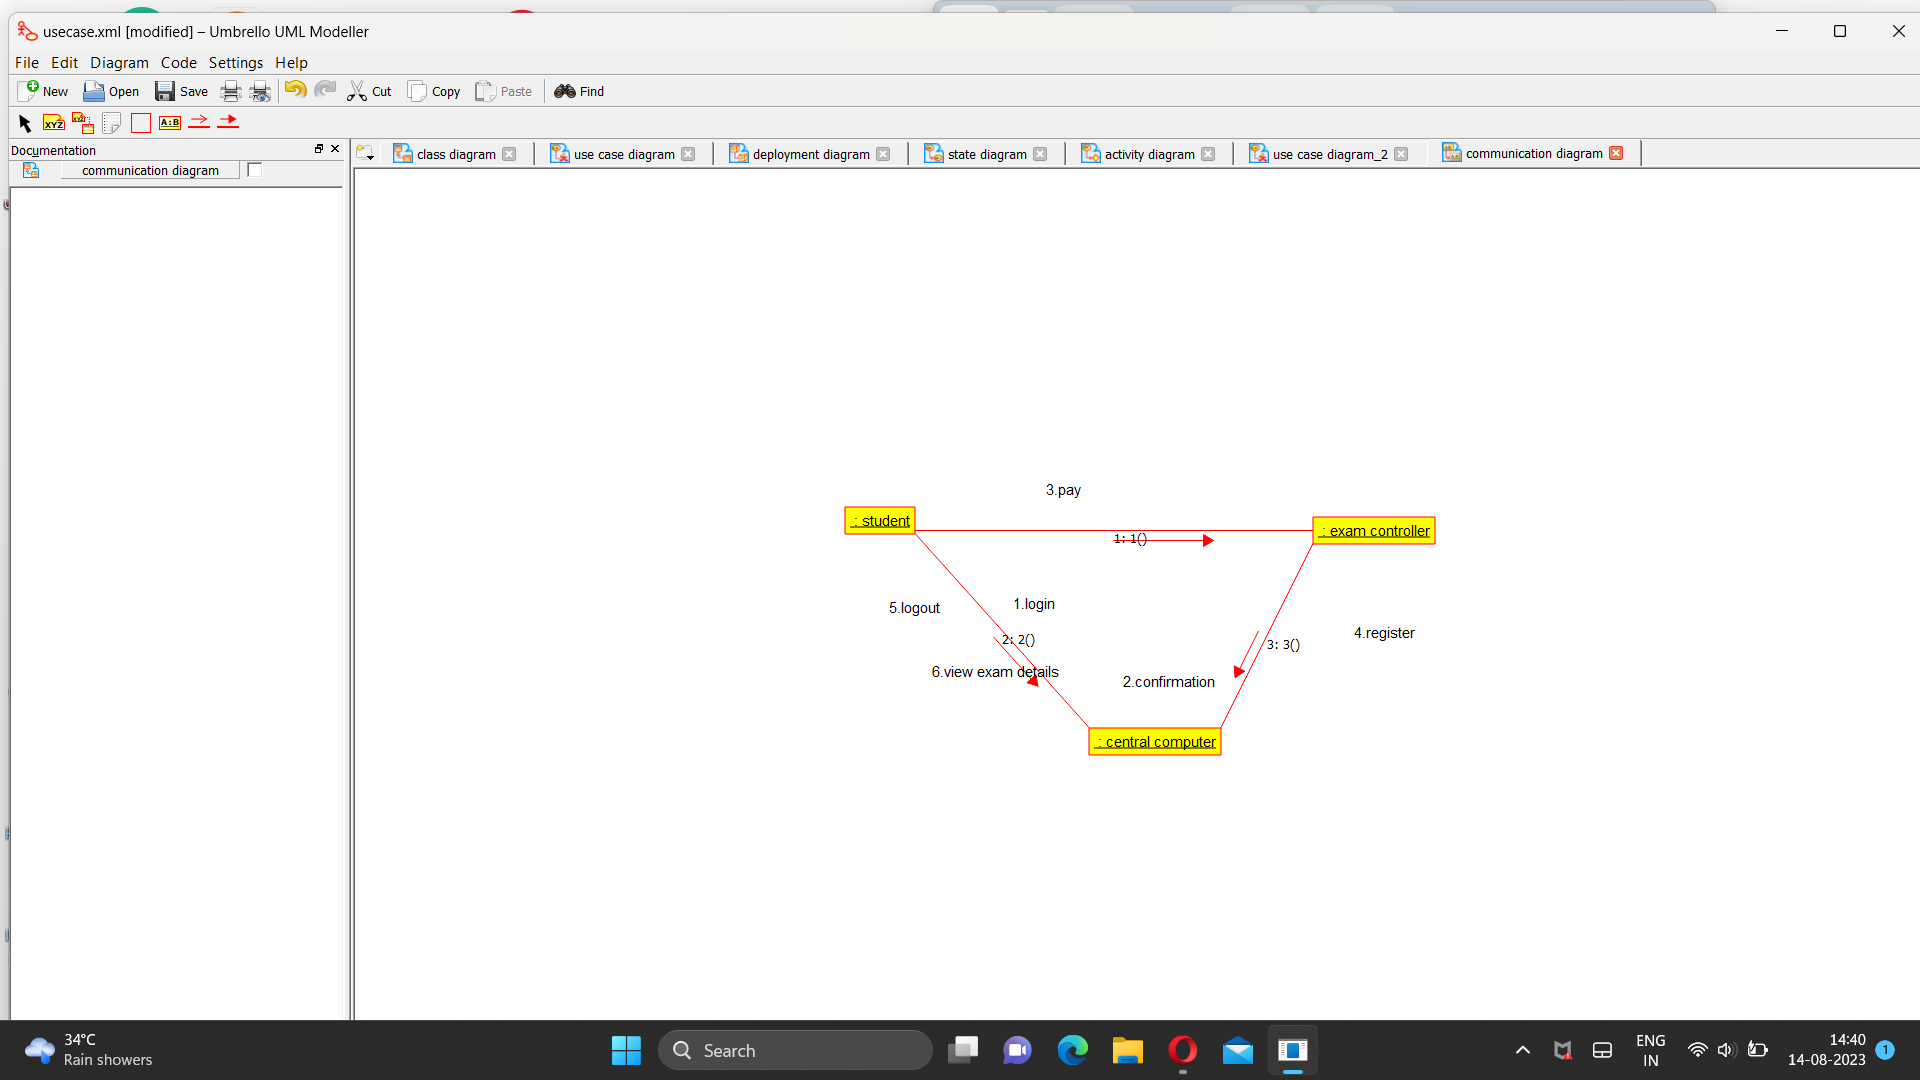 usecase.xml [modified] – Umbrello UML Modeller
File Edit Diagram Code Settings Help
New Open Save Cut Copy Paste Find
XYZ XYZ A:B
Documentation
communication diagram
class diagram use case diagram deployment diagram state diagram activity diagram use case diagram_2 communication diagram
3.pay
: student
: exam controller
1: 1()
5.logout
1.login
2: 2()
4.register
3: 3()
6.view exam details
2.confirmation
: central computer
34°C
Rain showers
Search
ENG
IN
14:40
14-08-2023
1